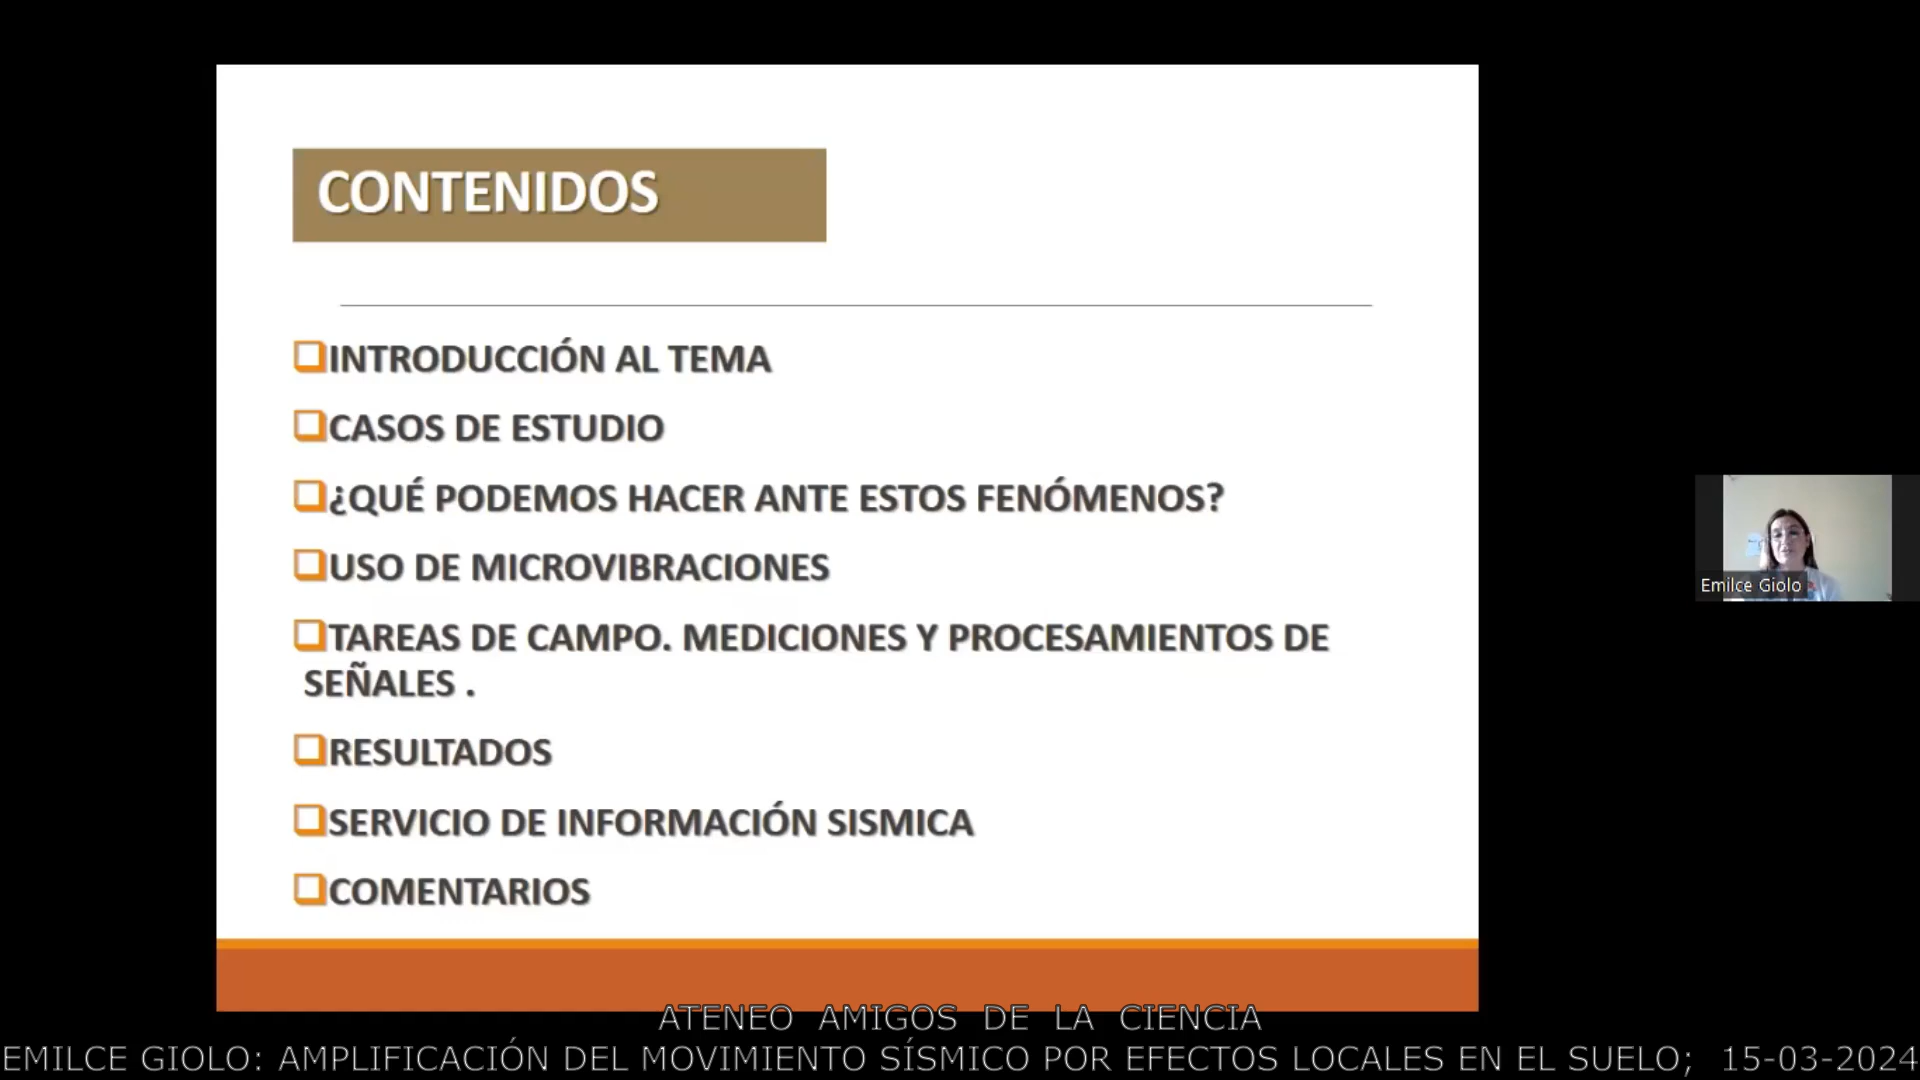 CONTENIDOS
INTRODUCCIÓN AL TEMA
CASOS DE ESTUDIO
¿QUÉ PODEMOS HACER ANTE ESTOS FENÓMENOS?
USO DE MICROVIBRACIONES
TAREAS DE CAMPO. MEDICIONES Y PROCESAMIENTOS DE
SEÑALES .
RESULTADOS
SERVICIO DE INFORMACIÓN SISMICA
COMENTARIOS
Emilce Giolo
ATENEO AMIGOS DE LA CIENCIA
EMILCE GIOLO: AMPLIFICACIÓN DEL MOVIMIENTO SÍSMICO POR EFECTOS LOCALES EN EL SUELO; 15-03-2024